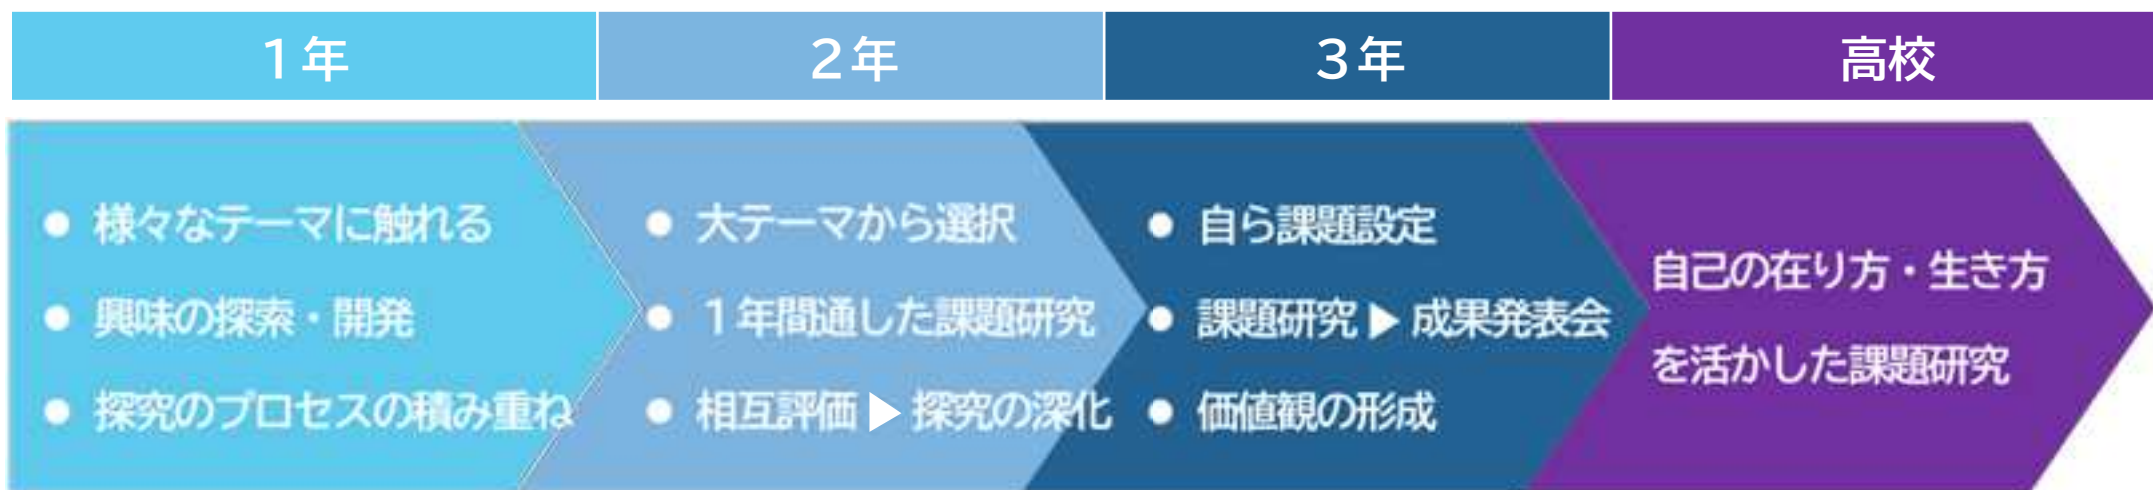 1年
2年
3年
高校
● 様々なテーマに触れる
● 興味の探索・開発
● 探究のプロセスの積み重ね
● 大テーマから選択
● 1年間通した課題研究
● 相互評価 ▶ 探究の深化
● 自ら課題設定
● 課題研究 ▶ 成果発表会
● 価値観の形成
自己の在り方・生き方
を活かした課題研究